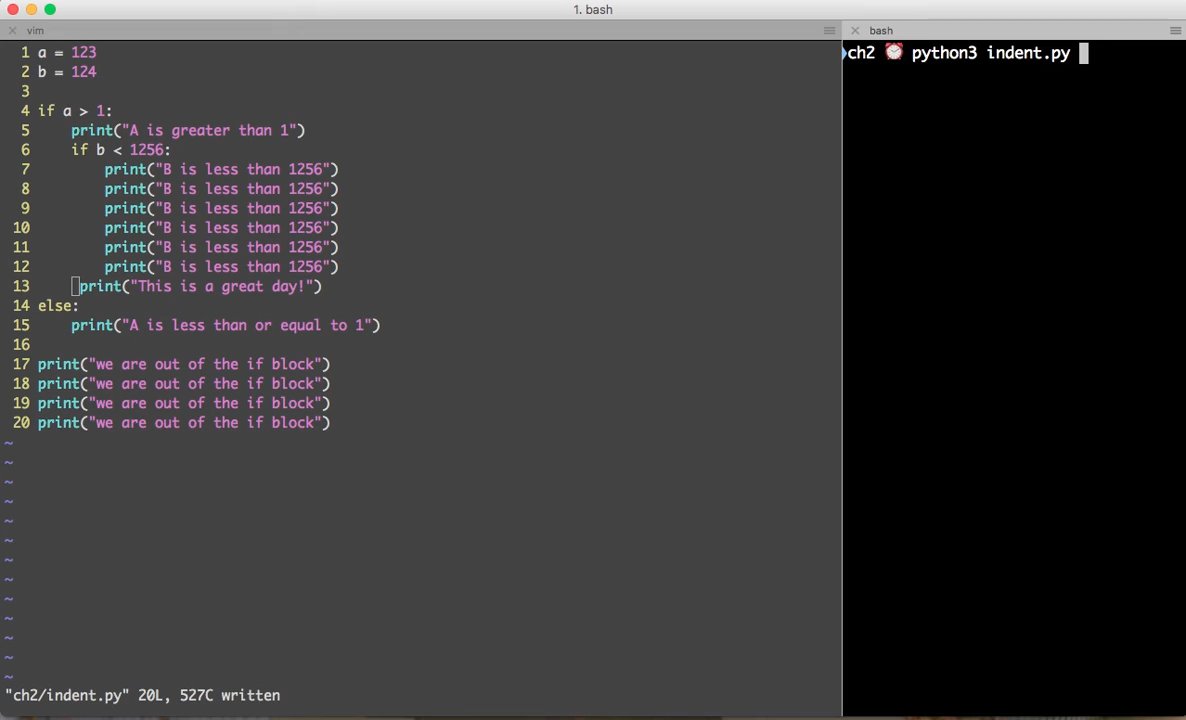 1. bash
vim
bash
1 a = 123
2 b = 124
3
4 if a > 1:
5     print("A is greater than 1")
6     if b < 1256:
7         print("B is less than 1256")
8         print("B is less than 1256")
9         print("B is less than 1256")
10         print("B is less than 1256")
11         print("B is less than 1256")
12         print("B is less than 1256")
13      print("This is a great day!")
14 else:
15     print("A is less than or equal to 1")
16
17 print("we are out of the if block")
18 print("we are out of the if block")
19 print("we are out of the if block")
20 print("we are out of the if block")
~
~
~
~
~
~
~
~
~
~
~
~
~
"ch2/indent.py" 20L, 527C written
ch2 ⏰ python3 indent.py